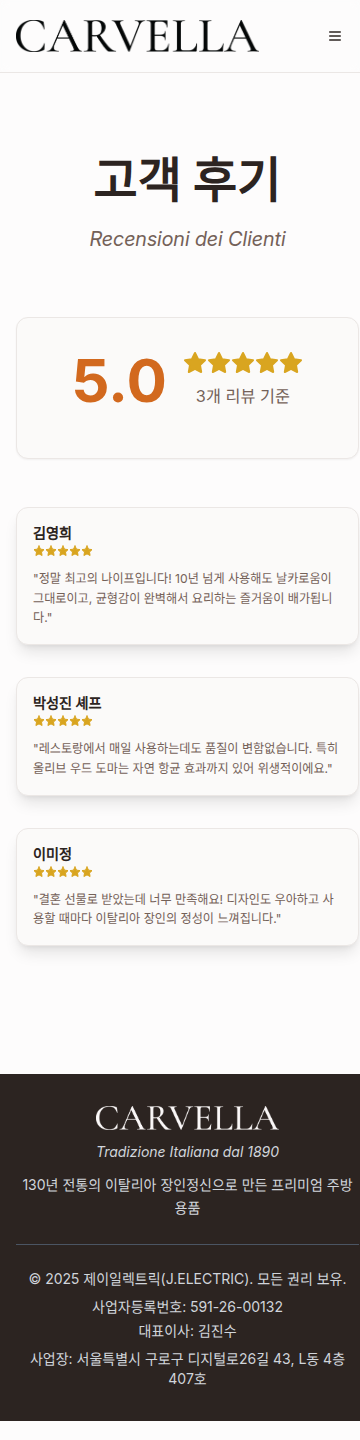 CARVELLA
고객 후기
Recensioni dei Clienti
5.0
3개 리뷰 기준
김영희
"정말 최고의 나이프입니다! 10년 넘게 사용해도 날카로움이
그대로이고, 균형감이 완벽해서 요리하는 즐거움이 배가됩니
다."
박성진 셰프
"레스토랑에서 매일 사용하는데도 품질이 변함없습니다. 특히
올리브 우드 도마는 자연 항균 효과까지 있어 위생적이에요."
이미정
"결혼 선물로 받았는데 너무 만족해요! 디자인도 우아하고 사
용할 때마다 이탈리아 장인의 정성이 느껴집니다."
CARVELLA
Tradizione Italiana dal 1890
130년 전통의 이탈리아 장인정신으로 만든 프리미엄 주방
용품
© 2025 제이일렉트릭(J.ELECTRIC). 모든 권리 보유.
사업자등록번호: 591-26-00132
대표이사: 김진수
사업장: 서울특별시 구로구 디지털로26길 43, L동 4층
407호